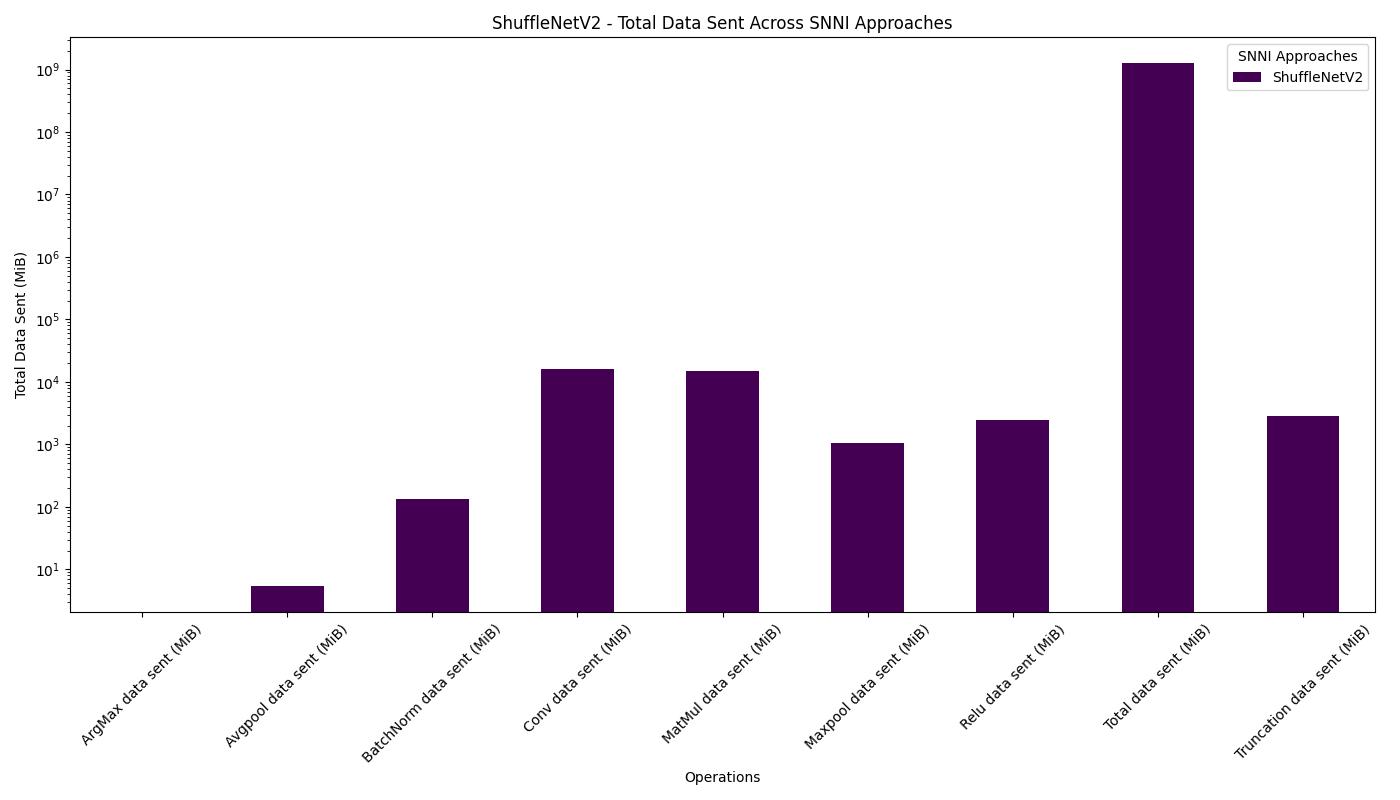 ShuffleNetV2 - Total Data Sent Across SNNI Approaches
SNNI Approaches
ShuffleNetV2
Total Data Sent (MiB)
10⁹
10⁸
10⁷
10⁶
10⁵
10⁴
10³
10²
10¹
ArgMax data sent (MiB)
Avgpool data sent (MiB)
BatchNorm data sent (MiB)
Conv data sent (MiB)
MatMul data sent (MiB)
Maxpool data sent (MiB)
Relu data sent (MiB)
Total data sent (MiB)
Truncation data sent (MiB)
Operations